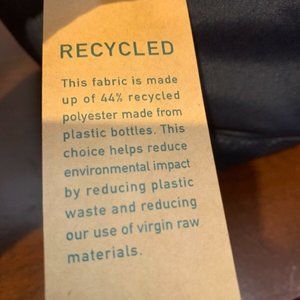 RECYCLED
This fabric is made
up of 44% recycled
polyester made from
plastic bottles. This
choice helps reduce
environmental impact
by reducing plastic
waste and reducing
our use of virgin raw
materials.